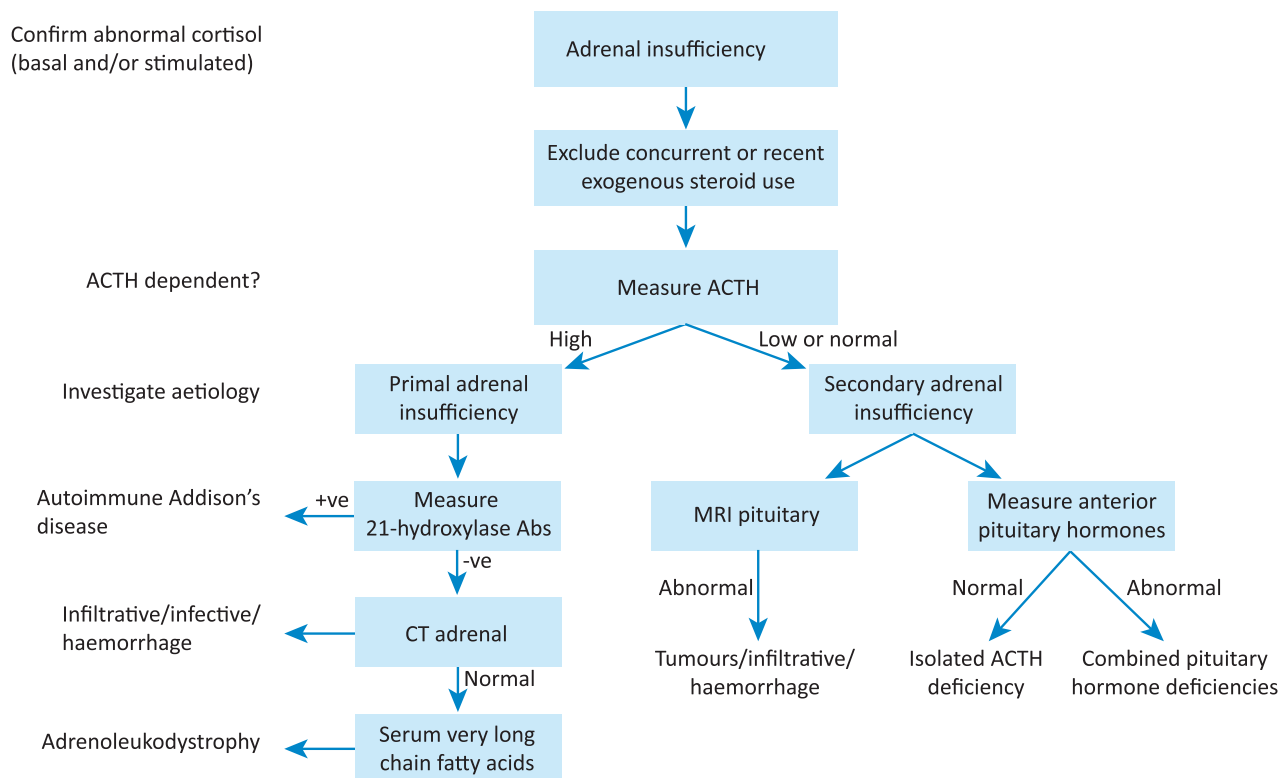 Confirm abnormal cortisol
(basal and/or stimulated)
Adrenal insufficiency
Exclude concurrent or recent
exogenous steroid use
ACTH dependent?
Measure ACTH
High
Low or normal
Investigate aetiology
Primal adrenal
insufficiency
Secondary adrenal
insufficiency
Autoimmune Addison’s
disease
+ve
Measure
21-hydroxylase Abs
MRI pituitary
Measure anterior
pituitary hormones
-ve
Abnormal
Normal
Abnormal
Infiltrative/infective/
haemorrhage
CT adrenal
Tumours/infiltrative/
haemorrhage
Isolated ACTH
deficiency
Combined pituitary
hormone deficiencies
Normal
Adrenoleukodystrophy
Serum very long
chain fatty acids